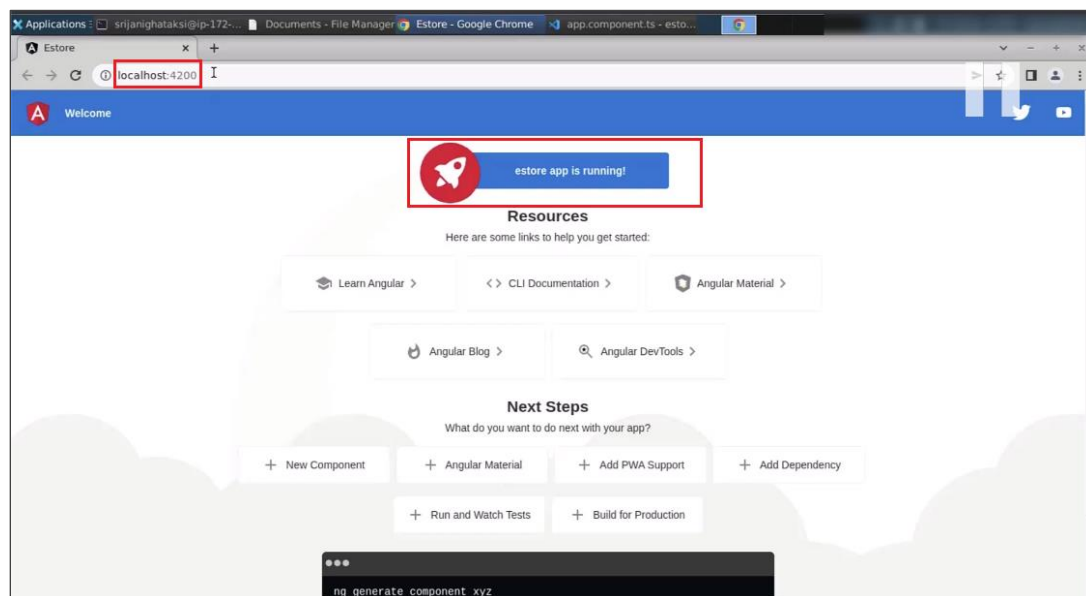 Applications srijanighataksi@ip-172-... Documents - File Manager Estore - Google Chrome app.component.ts - esto...
Estore
localhost:4200
A Welcome
estore app is running!
Resources
Here are some links to help you get started:
Learn Angular > <> CLI Documentation > Angular Material >
Angular Blog > Angular DevTools >
Next Steps
What do you want to do next with your app?
+ New Component + Angular Material + Add PWA Support + Add Dependency
+ Run and Watch Tests + Build for Production
ng generate component xyz